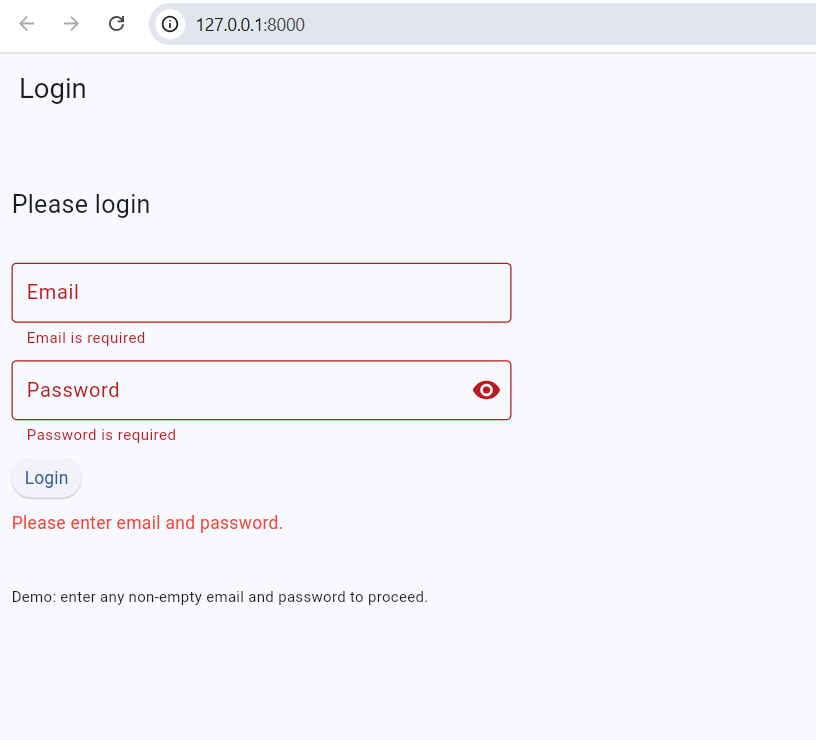 127.0.0.1:8000
Login
Please login
Email
Email is required
Password
Password is required
Login
Please enter email and password.
Demo: enter any non-empty email and password to proceed.